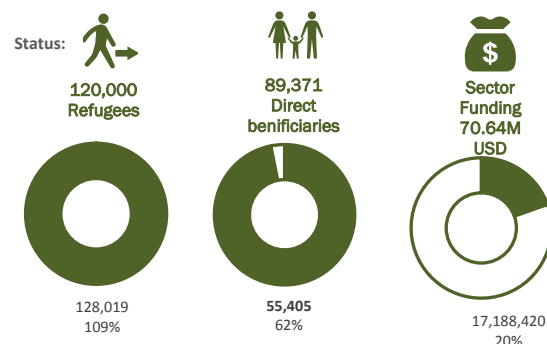 Status:
120,000
Refugees
89,371
Direct
benificiaries
$
Sector
Funding
70.64M
USD
128,019
109%
55,405
62%
17,188,420
20%